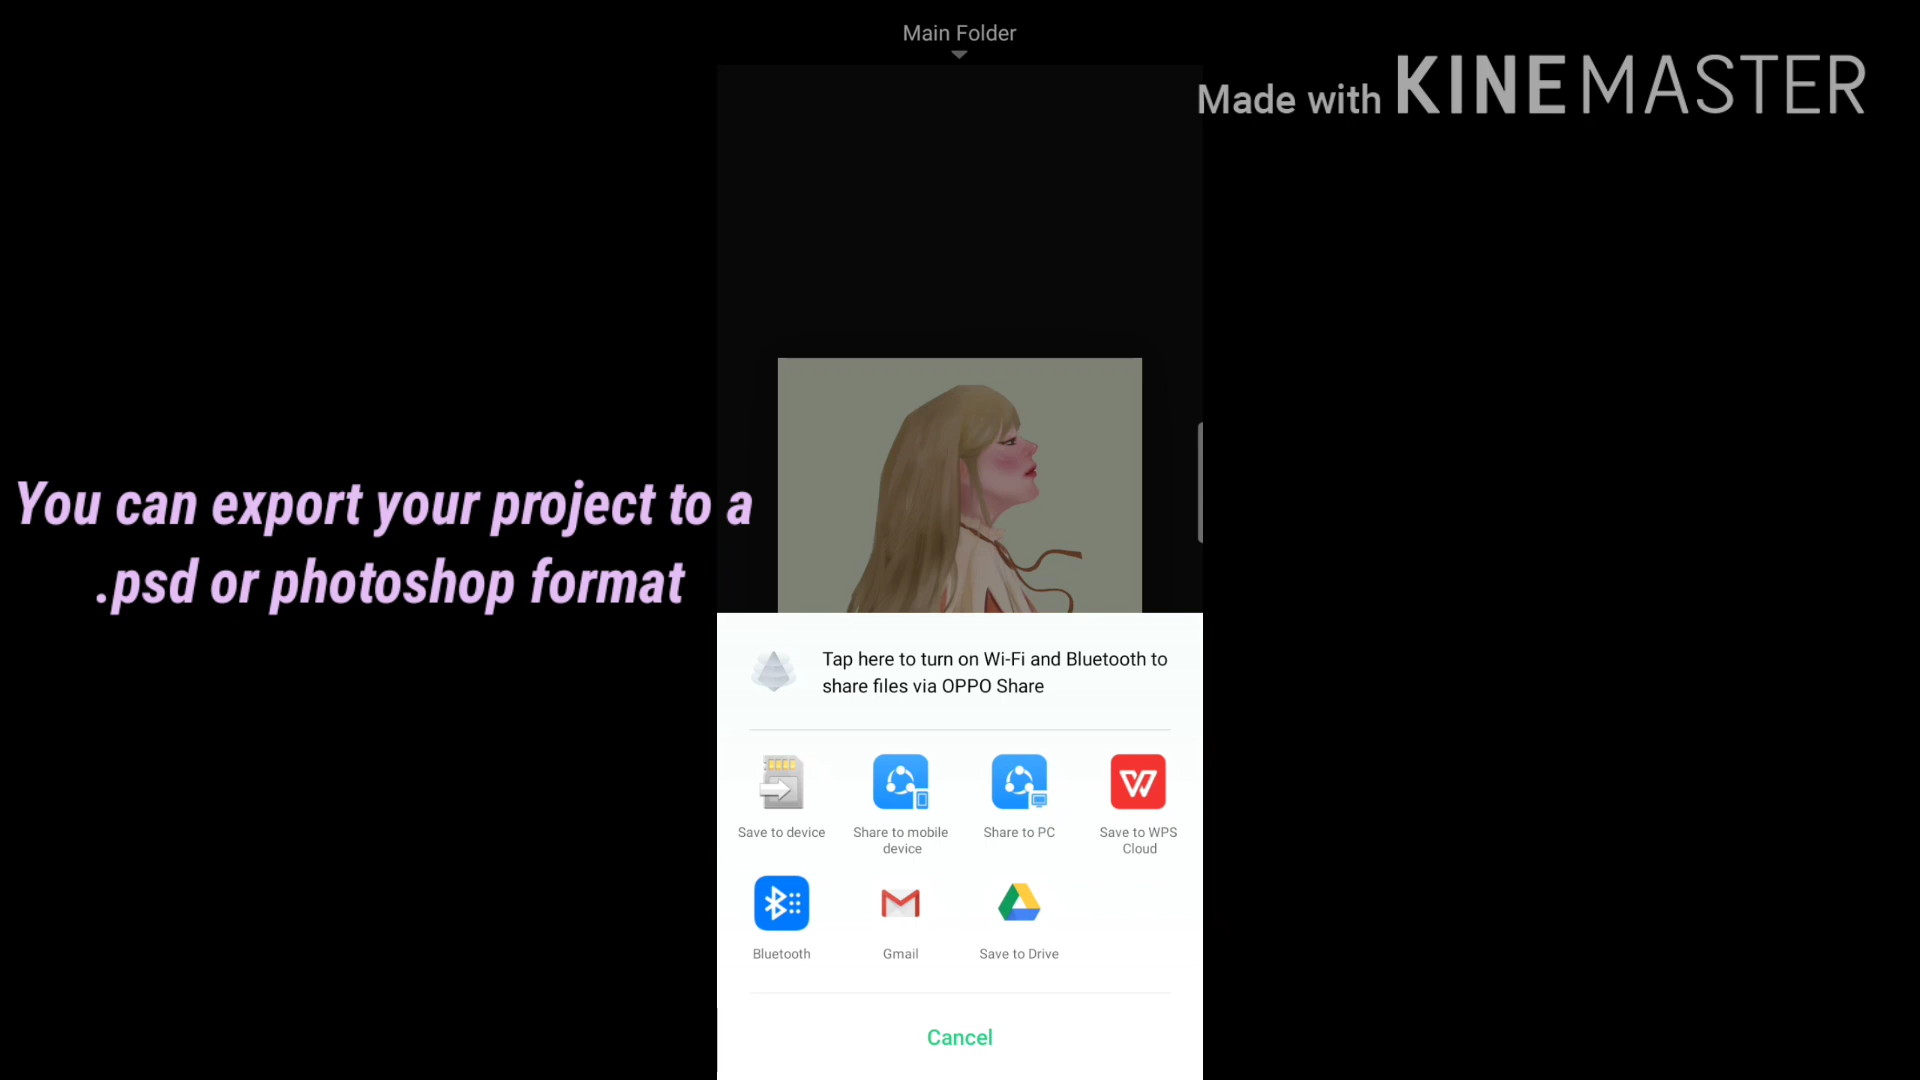 Main Folder
Made with KINEMASTER
You can export your project to a
.psd or photoshop format
Tap here to turn on Wi-Fi and Bluetooth to
share files via OPPO Share
Save to device
Share to mobile
device
Share to PC
Save to WPS
Cloud
Bluetooth
Gmail
Save to Drive
Cancel